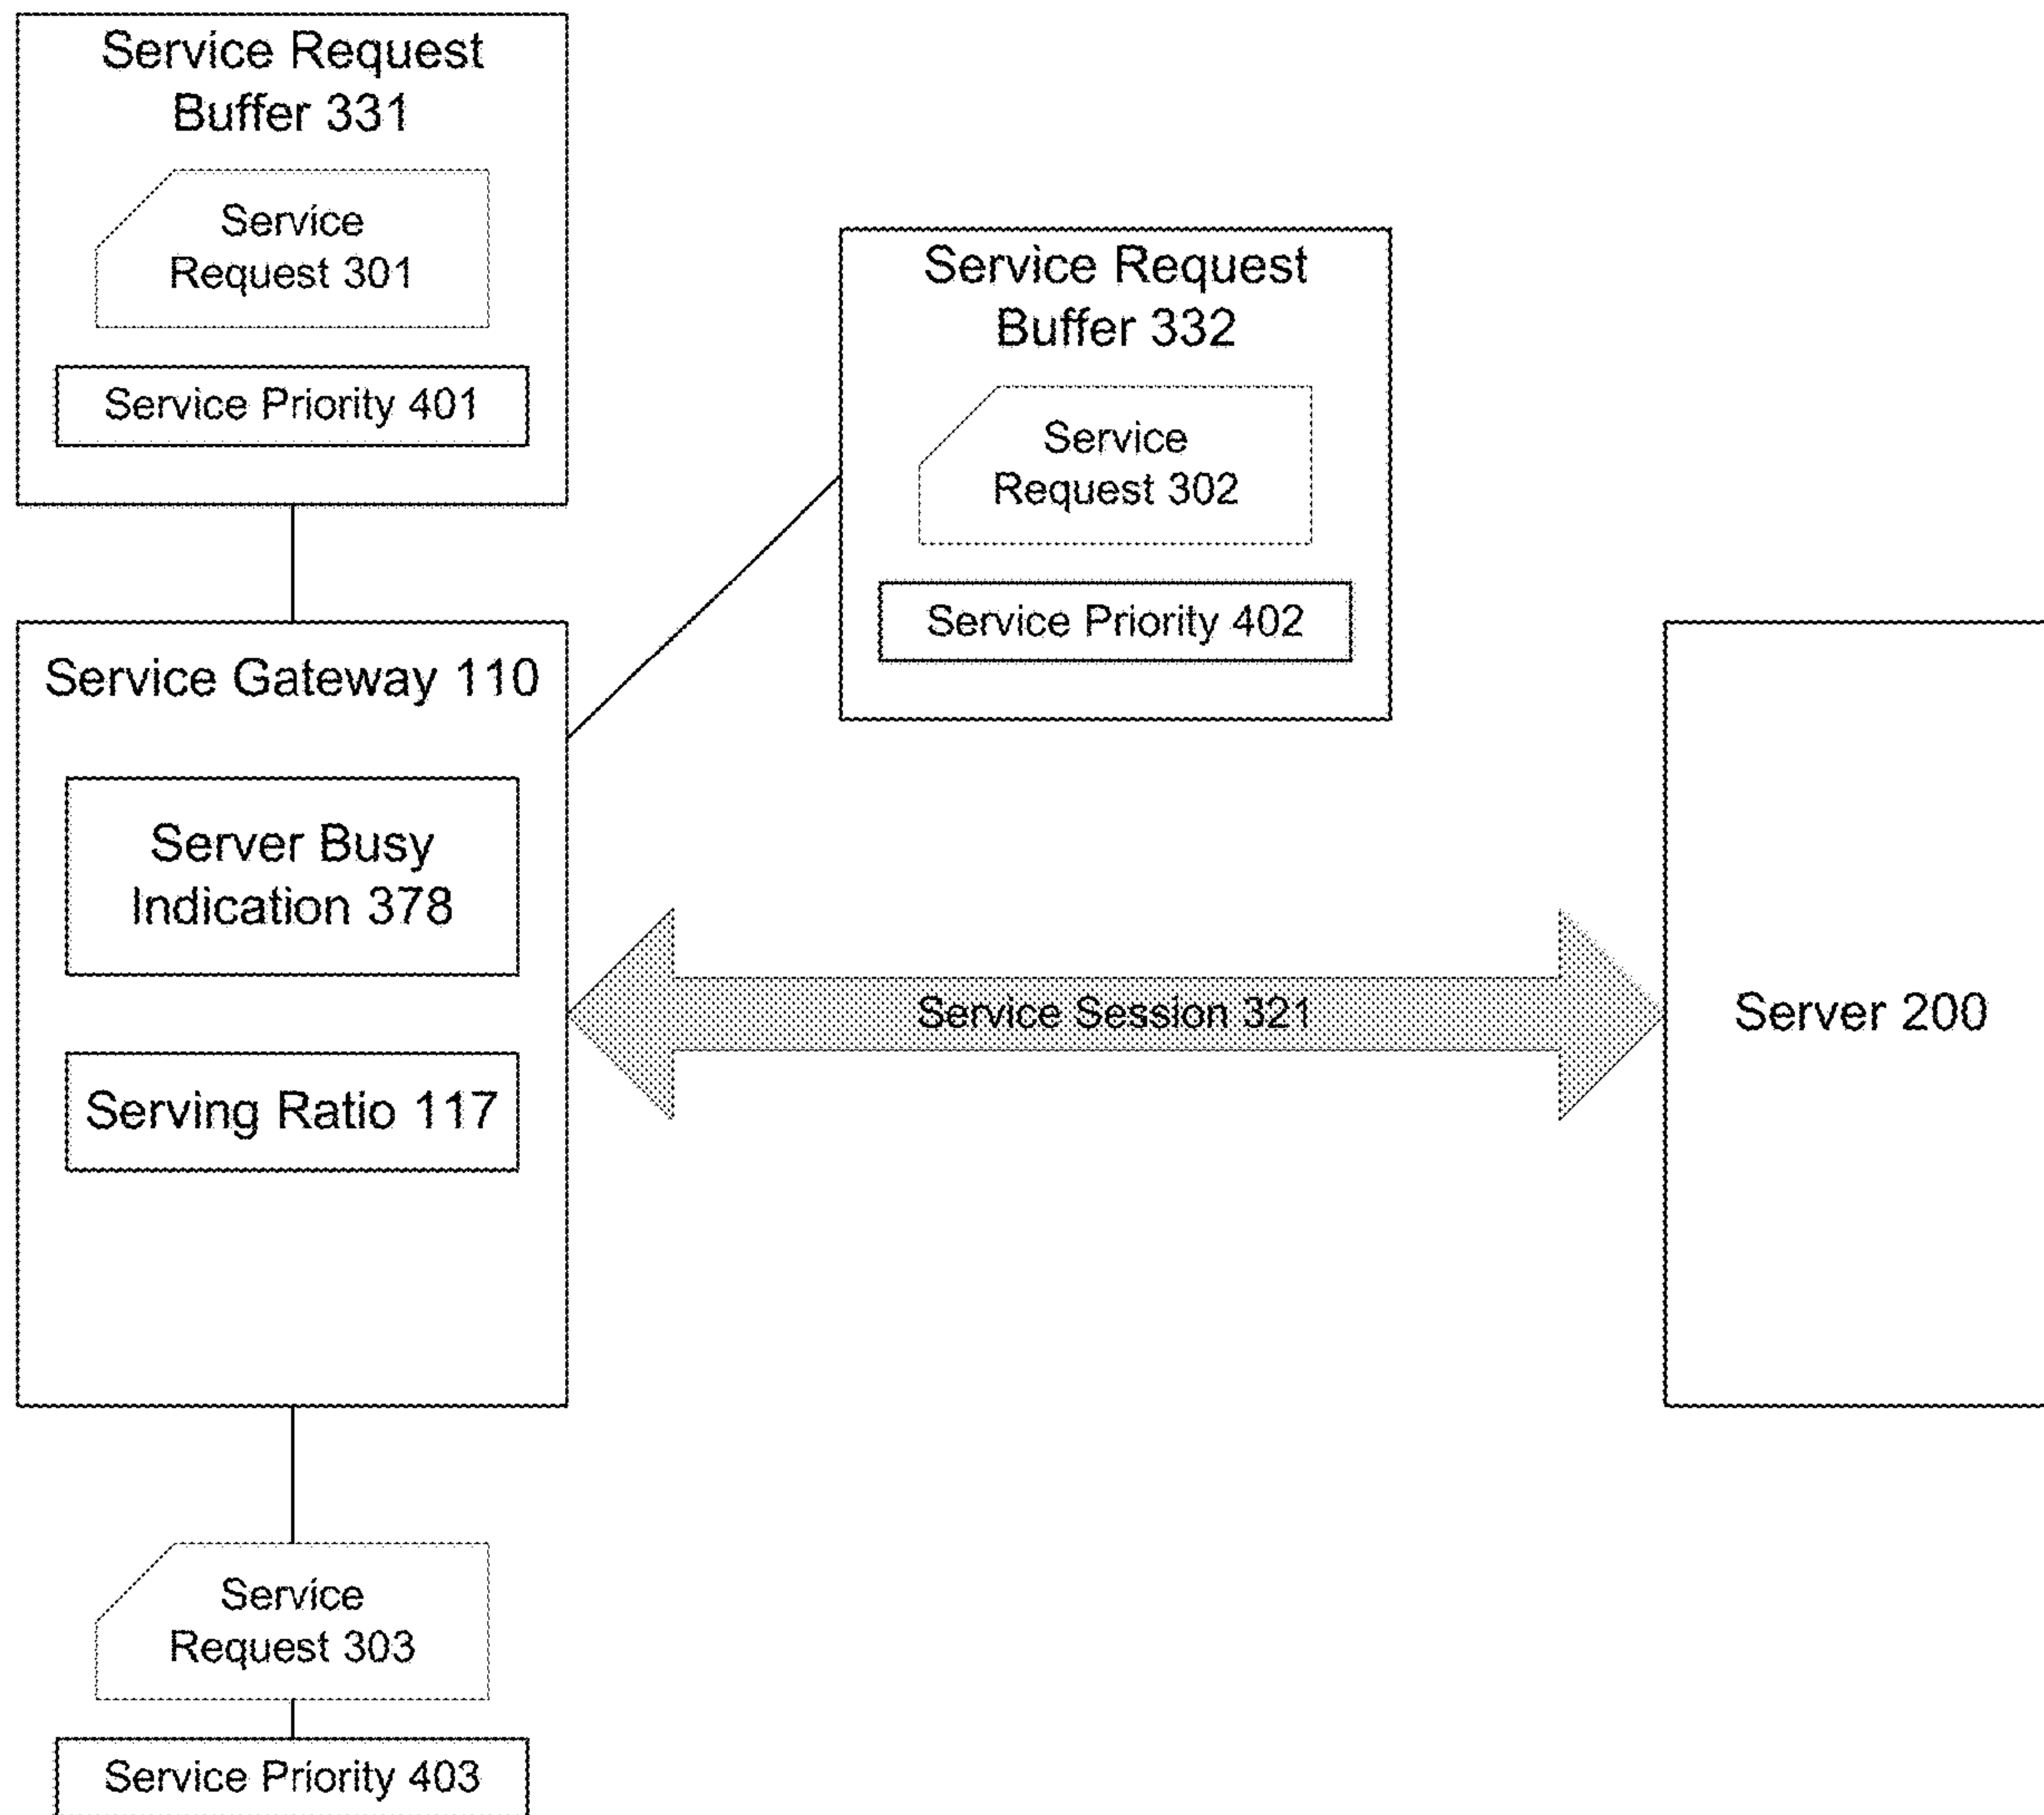 Service Request
Buffer 331
Service
Request 301
Service Priority 401
Service Request
Buffer 332
Service
Request 302
Service Priority 402
Service Gateway 110
Server Busy
Indication 378
Serving Ratio 117
Service Session 321
Server 200
Service
Request 303
Service Priority 403